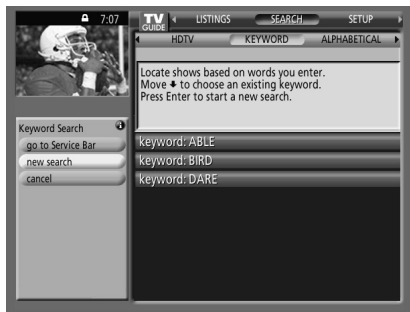 7:07
TV GUIDE LISTINGS SEARCH SETUP
HDTV KEYWORD ALPHABETICAL
Locate shows based on words you enter.
Move ↓ to choose an existing keyword.
Press Enter to start a new search.
Keyword Search
go to Service Bar
new search
cancel
keyword: ABLE
keyword: BIRD
keyword: DARE